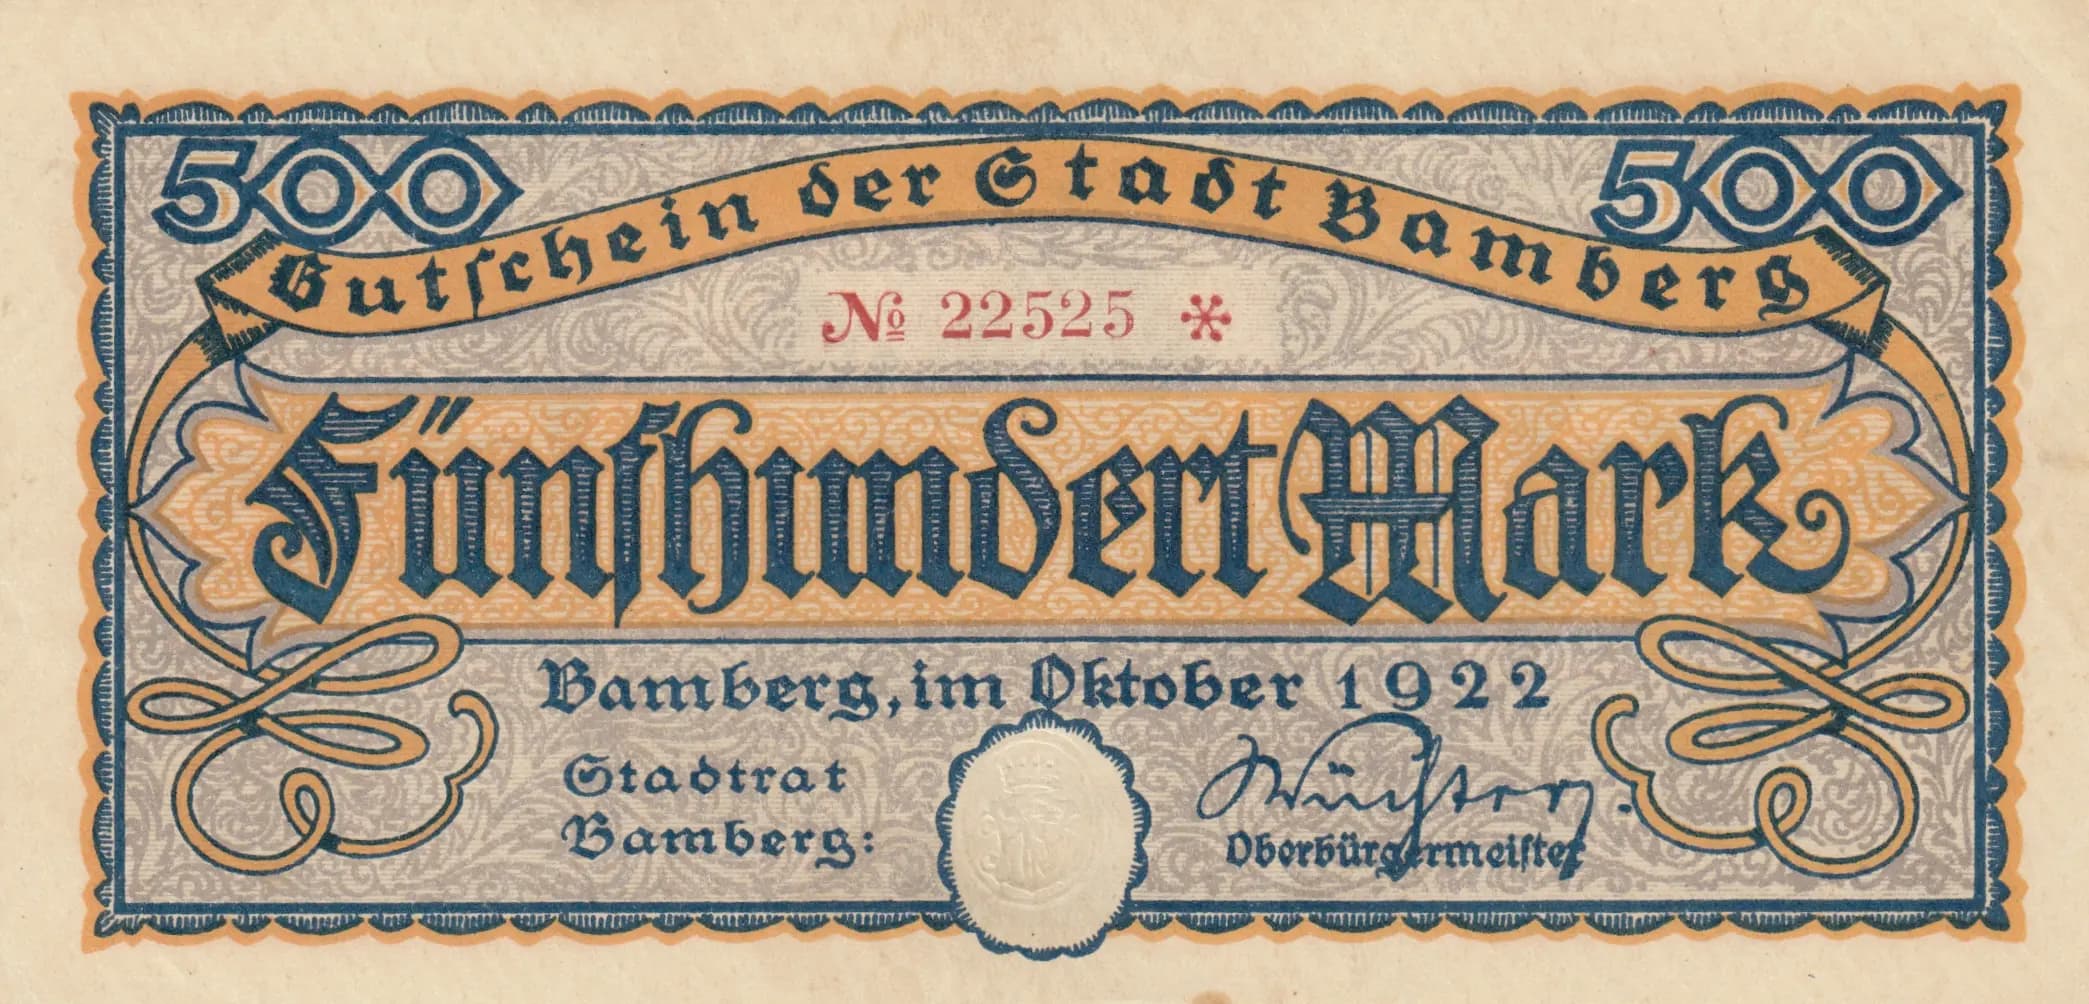 500
500
Gutſchein der Stadt Bamberg
№ 22525 *
Fünfhundert Mark
Bamberg, im Oktober 1922
Stadtrat
Bamberg:
Oberbürgermeiſter